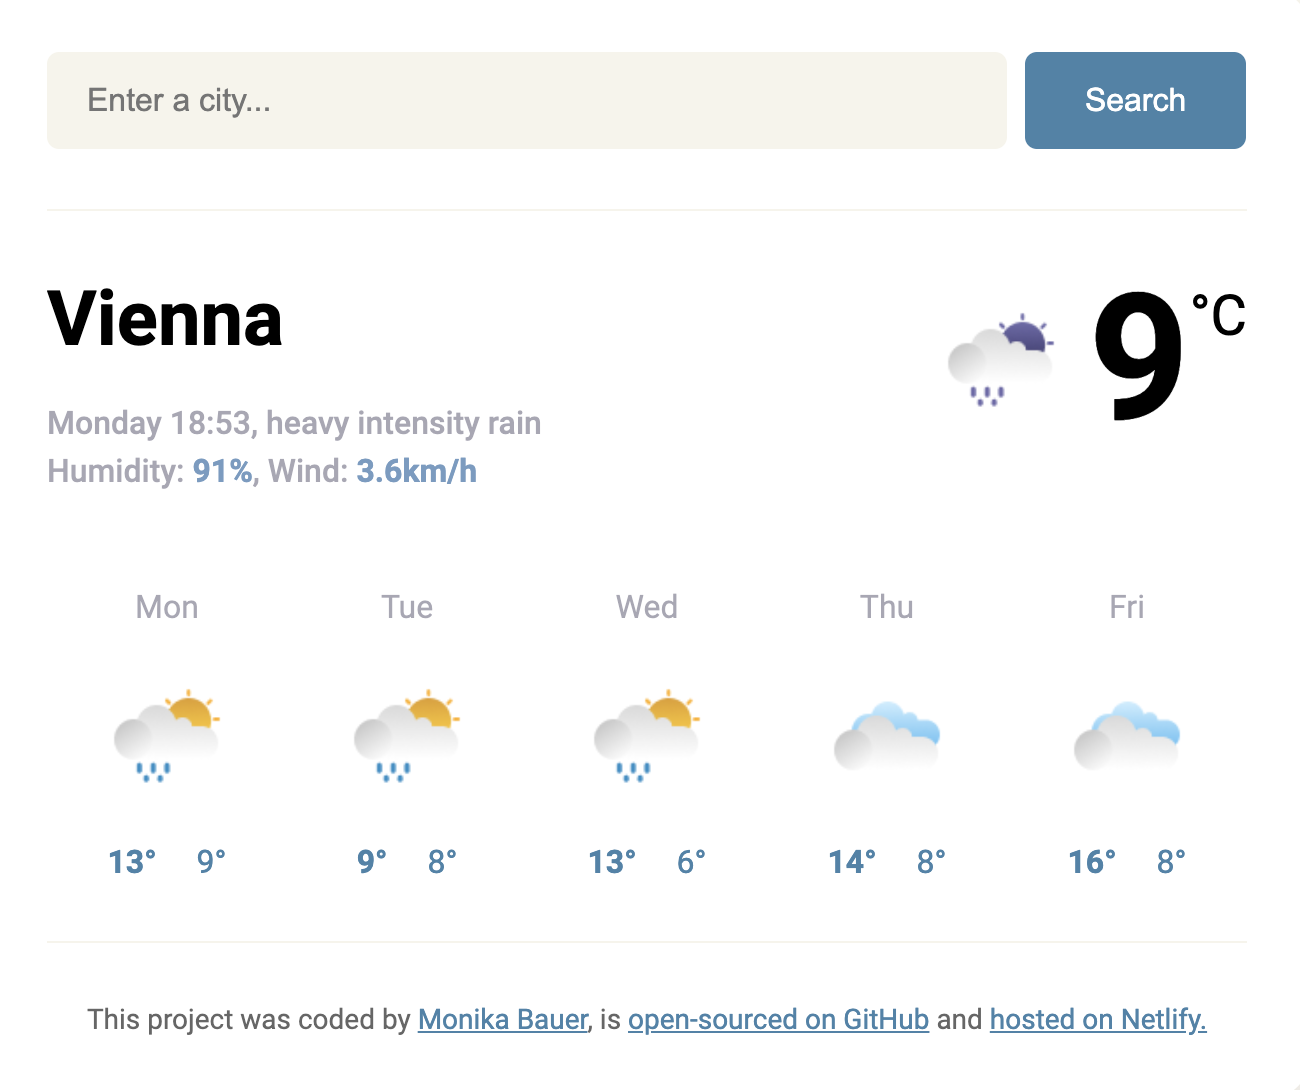 Enter a city...
Search
Vienna
9 °C
Monday 18:53, heavy intensity rain
Humidity: 91%, Wind: 3.6km/h
Mon Tue Wed Thu Fri
13° 9° 9° 8° 13° 6° 14° 8° 16° 8°
This project was coded by Monika Bauer, is open-sourced on GitHub and hosted on Netlify.